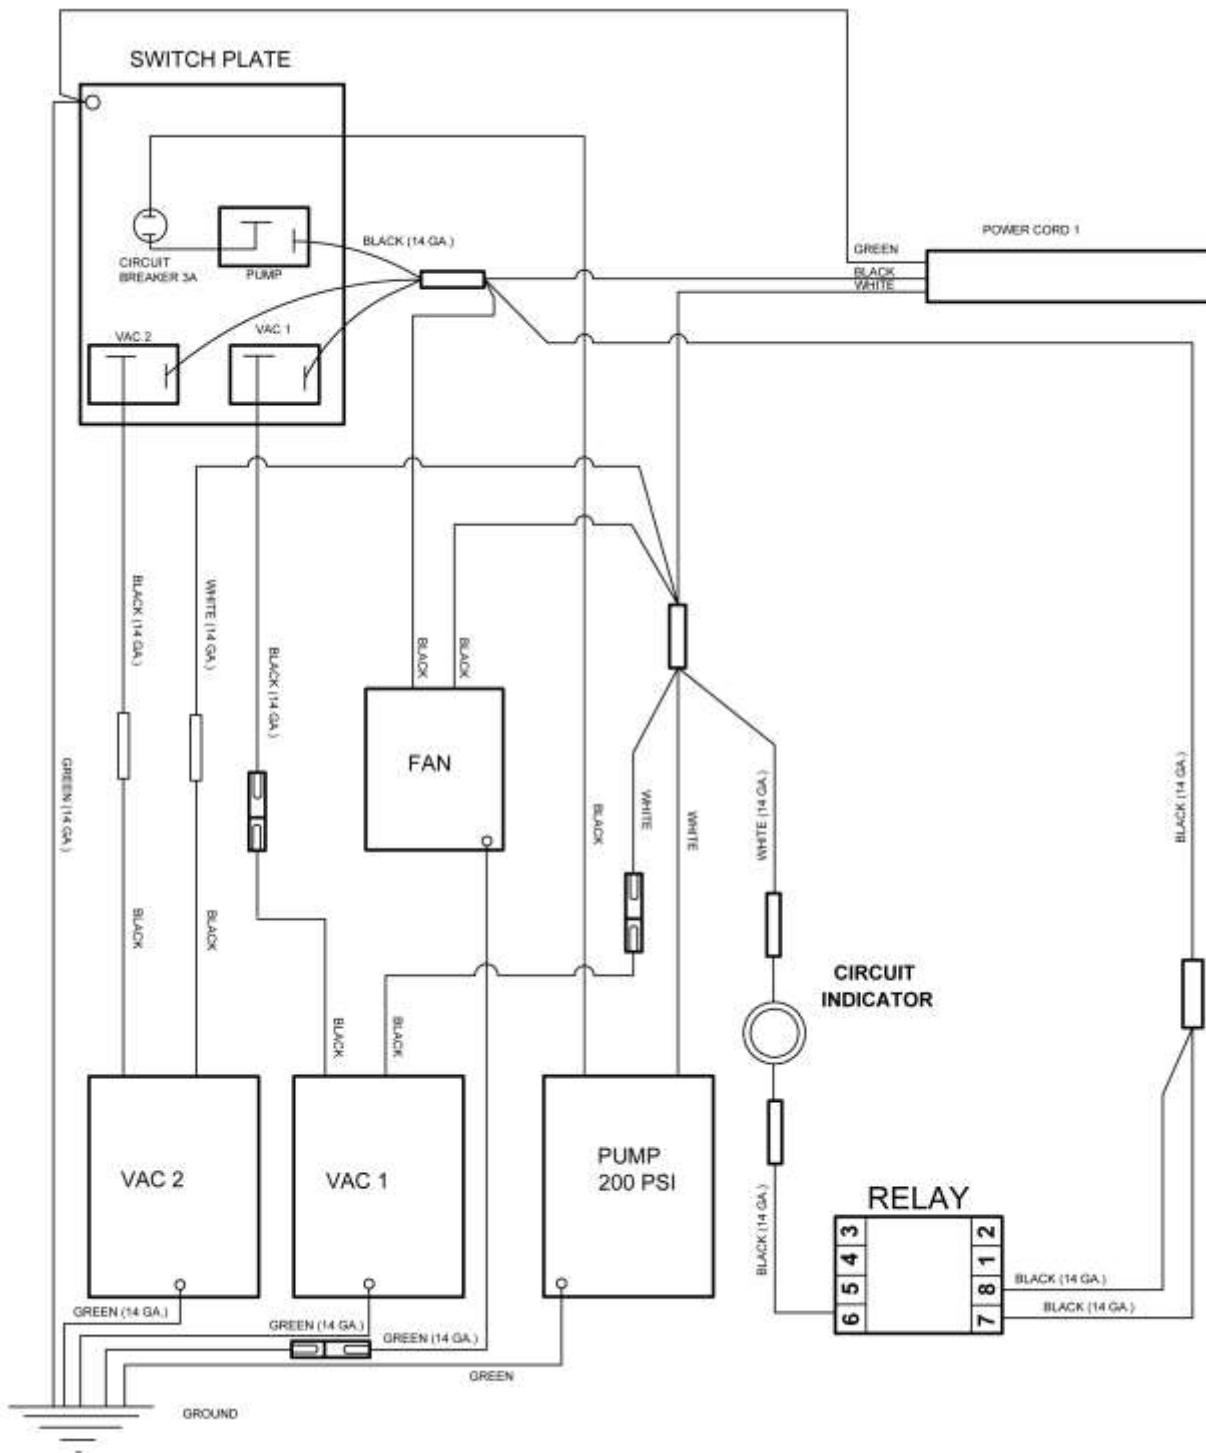 SWITCH PLATE
POWER CORD 1
GREEN
BLACK
WHITE
BLACK (14 GA.)
CIRCUIT
BREAKER 3A
PUMP
VAC 2
VAC 1
BLACK (14 GA.)
WHITE (14 GA.)
BLACK (14 GA.)
BLACK
BLACK
FAN
GREEN (14 GA.)
BLACK
WHITE
WHITE
WHITE (14 GA.)
BLACK (14 GA.)
BLACK
BLACK
BLACK
BLACK
CIRCUIT
INDICATOR
VAC 2
VAC 1
PUMP
200 PSI
BLACK (14 GA.)
RELAY
3
4
5
6
2
1
8
7
BLACK (14 GA.)
BLACK (14 GA.)
GREEN (14 GA.)
GREEN (14 GA.)
GREEN (14 GA.)
GREEN
GROUND